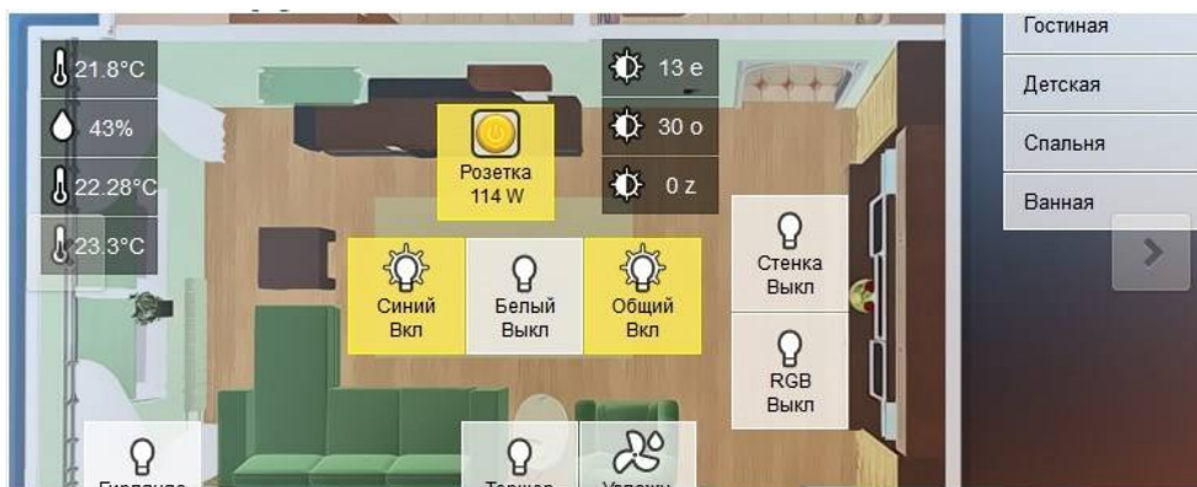 21.8°C
43%
22.28°C
23.3°C
Розетка
114 W
13 e
30 o
0 z
Синий
Вкл
Белый
Выкл
Общий
Вкл
Стенка
Выкл
RGB
Выкл
Гостиная
Детская
Спальня
Ванная